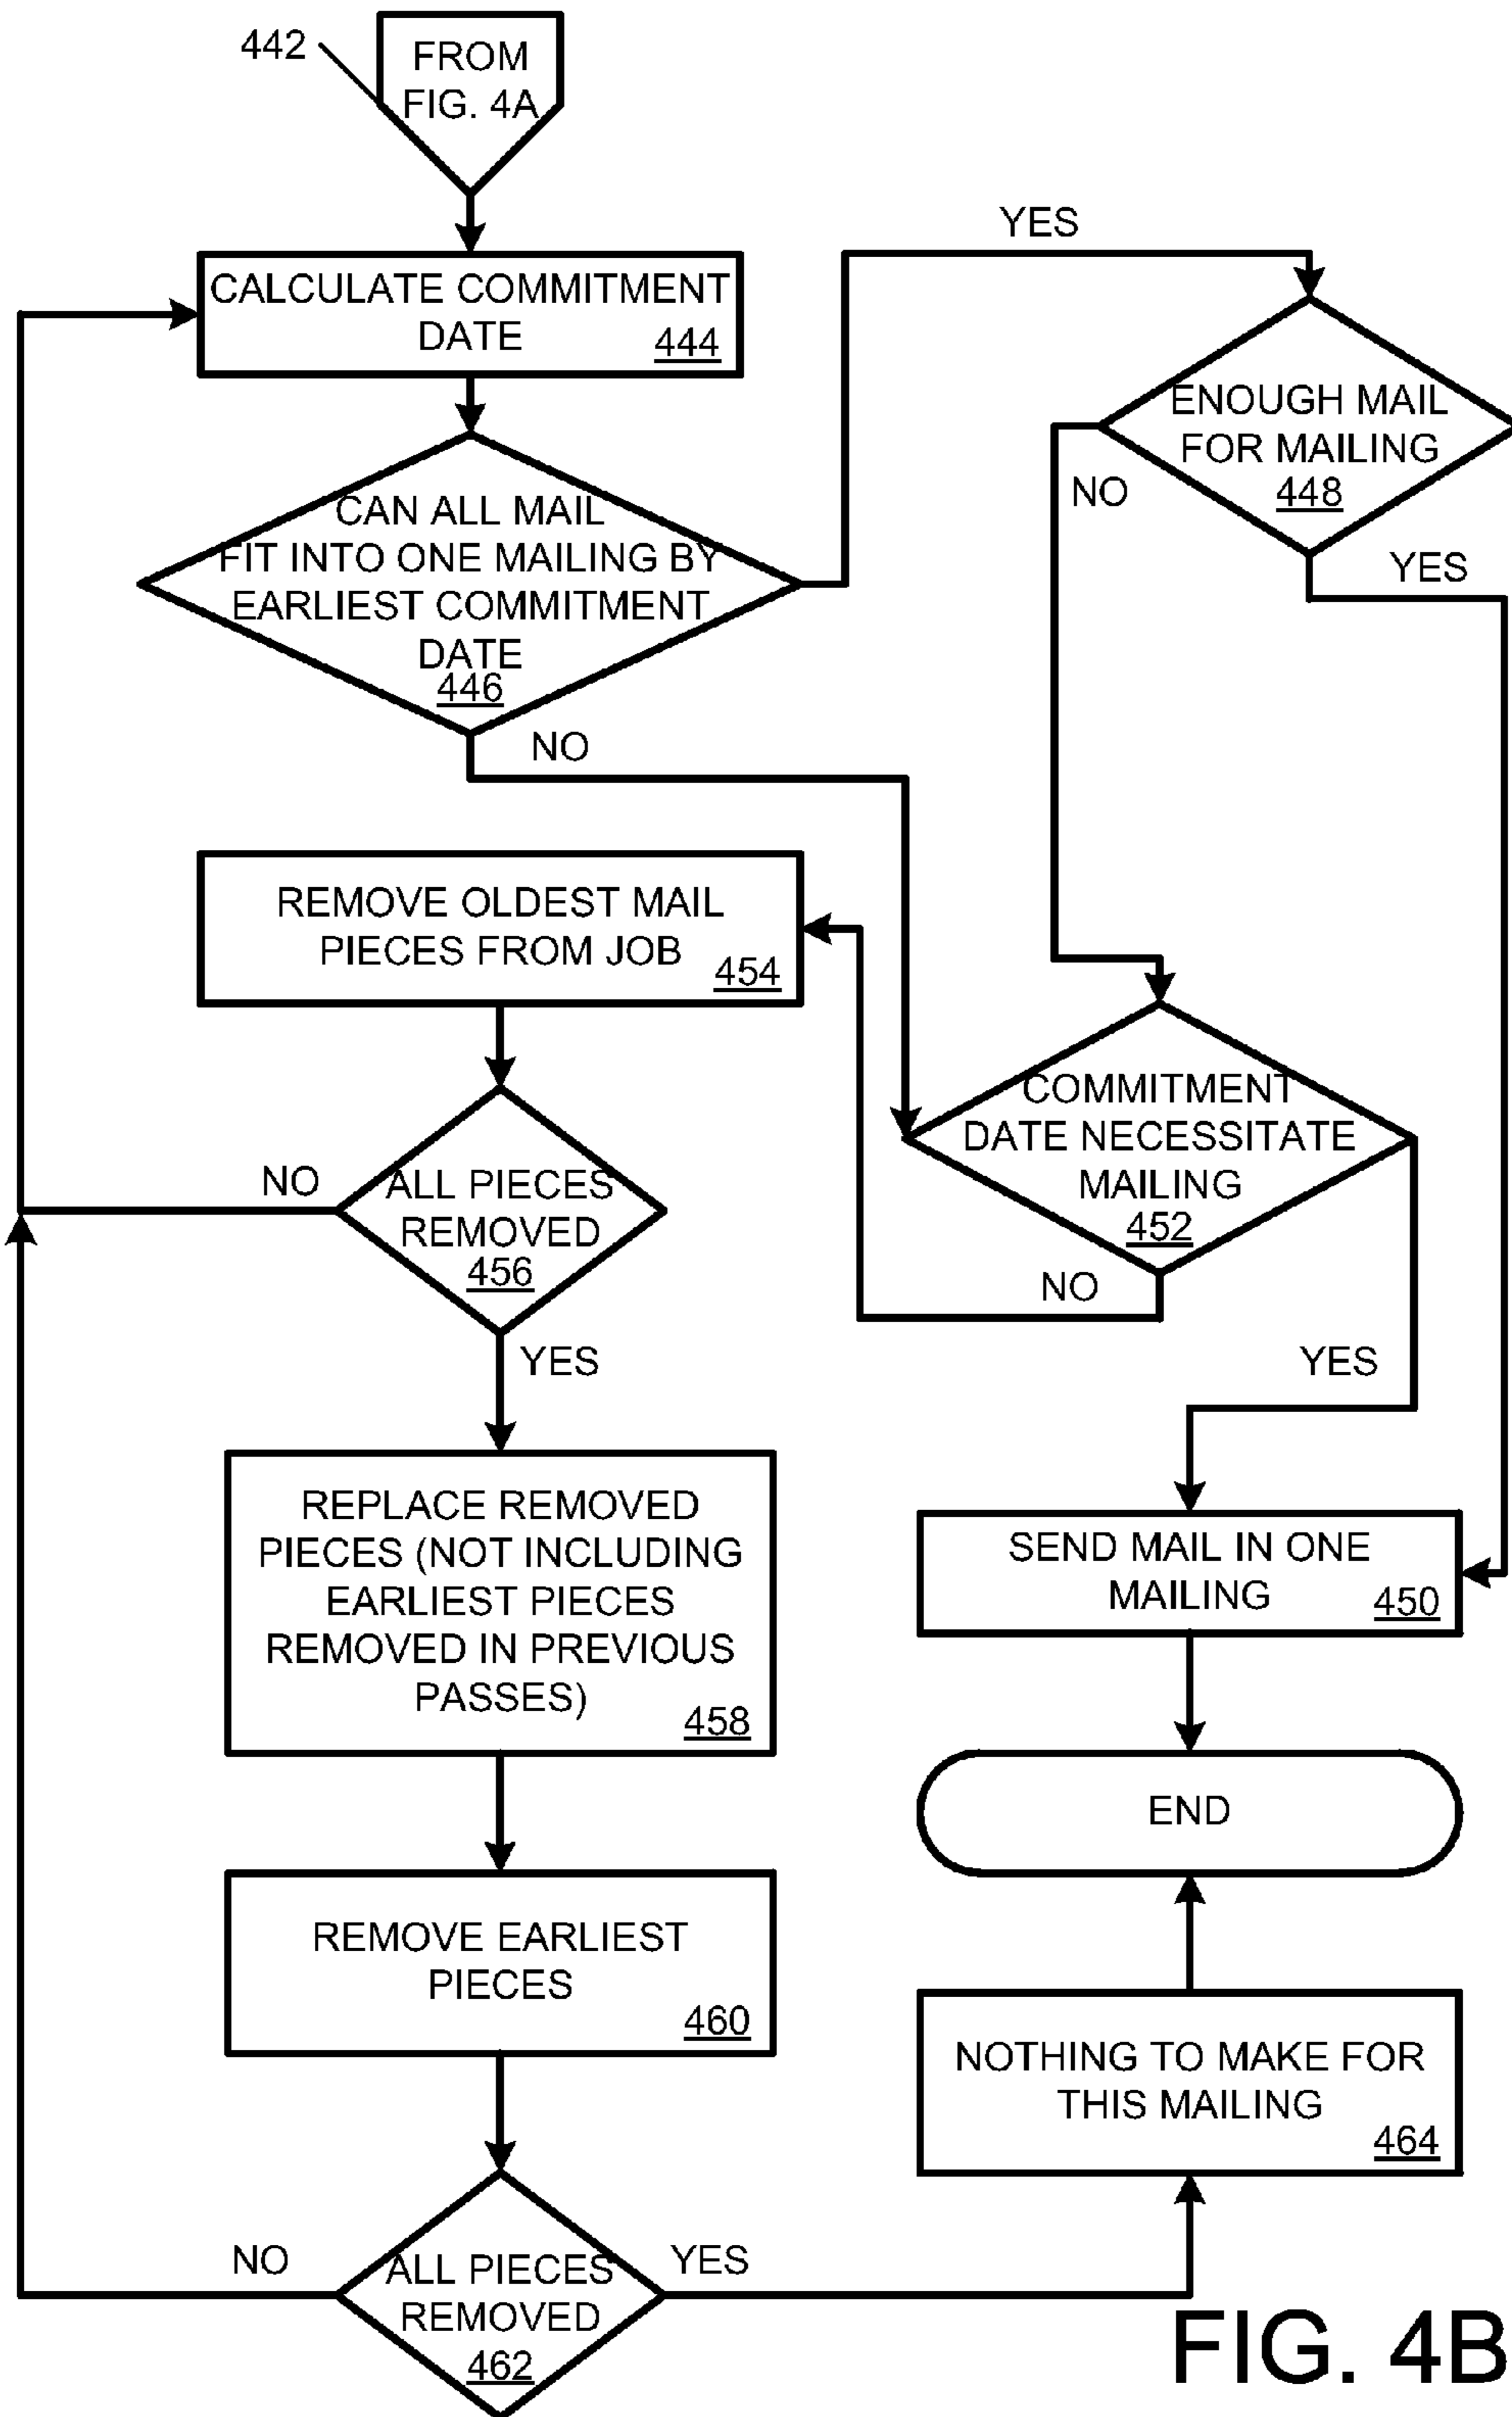 442
FROM
FIG. 4A
CALCULATE COMMITMENT
DATE
444
CAN ALL MAIL
FIT INTO ONE MAILING BY
EARLIEST COMMITMENT
DATE
446
YES
NO
ENOUGH MAIL
FOR MAILING
448
NO
YES
REMOVE OLDEST MAIL
PIECES FROM JOB
454
COMMITMENT
DATE NECESSITATE
MAILING
452
NO
YES
ALL PIECES
REMOVED
456
NO
YES
REPLACE REMOVED
PIECES (NOT INCLUDING
EARLIEST PIECES
REMOVED IN PREVIOUS
PASSES)
458
SEND MAIL IN ONE
MAILING
450
END
REMOVE EARLIEST
PIECES
460
NOTHING TO MAKE FOR
THIS MAILING
464
ALL PIECES
REMOVED
462
NO
YES
FIG. 4B